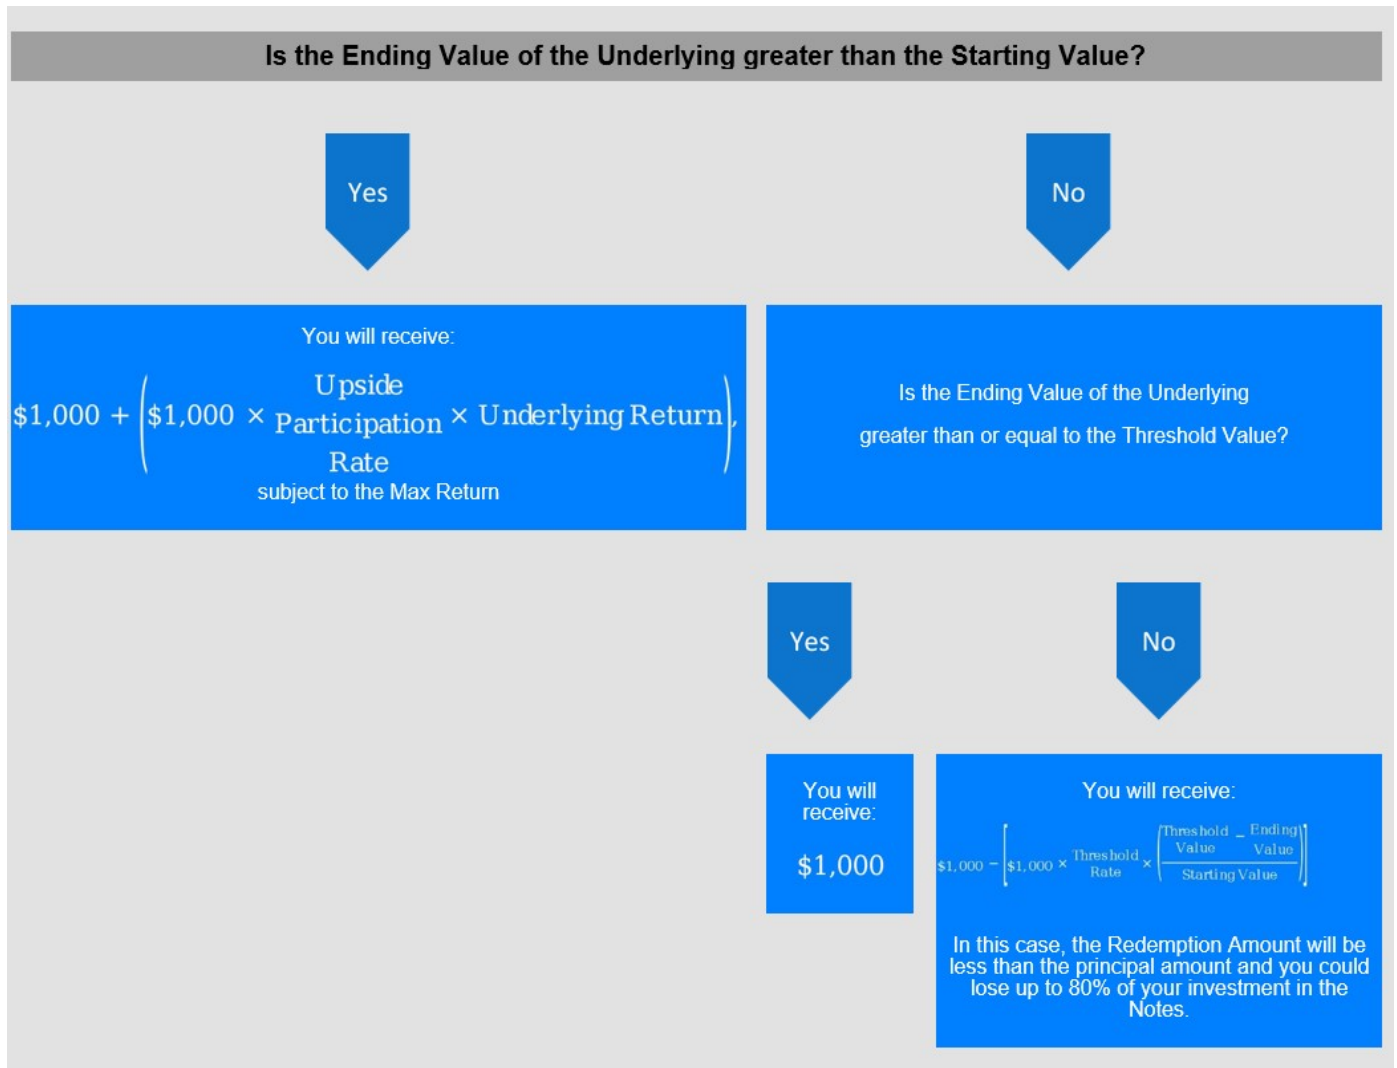 Is the Ending Value of the Underlying greater than the Starting Value?
Yes
No
You will receive:
$1,000 + ($1,000 × Upside Participation Rate × Underlying Return),
subject to the Max Return
Is the Ending Value of the Underlying
greater than or equal to the Threshold Value?
Yes
No
You will
receive:
$1,000
You will receive:
$1,000 − [$1,000 × Threshold Rate × (Threshold Value − Ending Value / Starting Value)]
In this case, the Redemption Amount will be
less than the principal amount and you could
lose up to 80% of your investment in the
Notes.